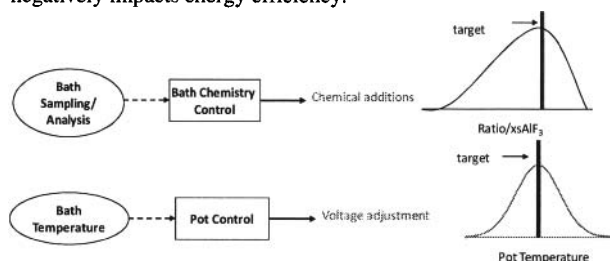 negatively impacts energy efficiency.
target
Bath
Sampling/
Analysis
Bath Chemistry
Control
Chemical additions
Ratio/xsAlF₃
target
Bath
Temperature
Pot Control
Voltage adjustment
Pot Temperature